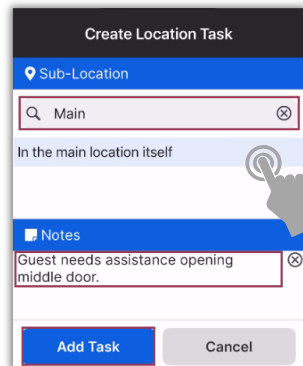 Create Location Task
Sub-Location
Main
In the main location itself
Notes
Guest needs assistance opening
middle door.
Add Task
Cancel